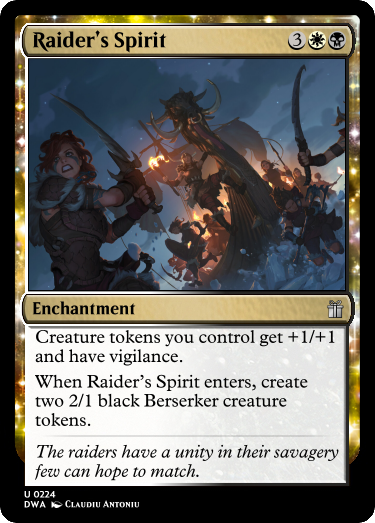 Raider's Spirit 3
Enchantment
Creature tokens you control get +1/+1
and have vigilance.
When Raider's Spirit enters, create
two 2/1 black Berserker creature
tokens.
The raiders have a unity in their savagery
few can hope to match.
U 0224
DWA Claudiu Antoniu